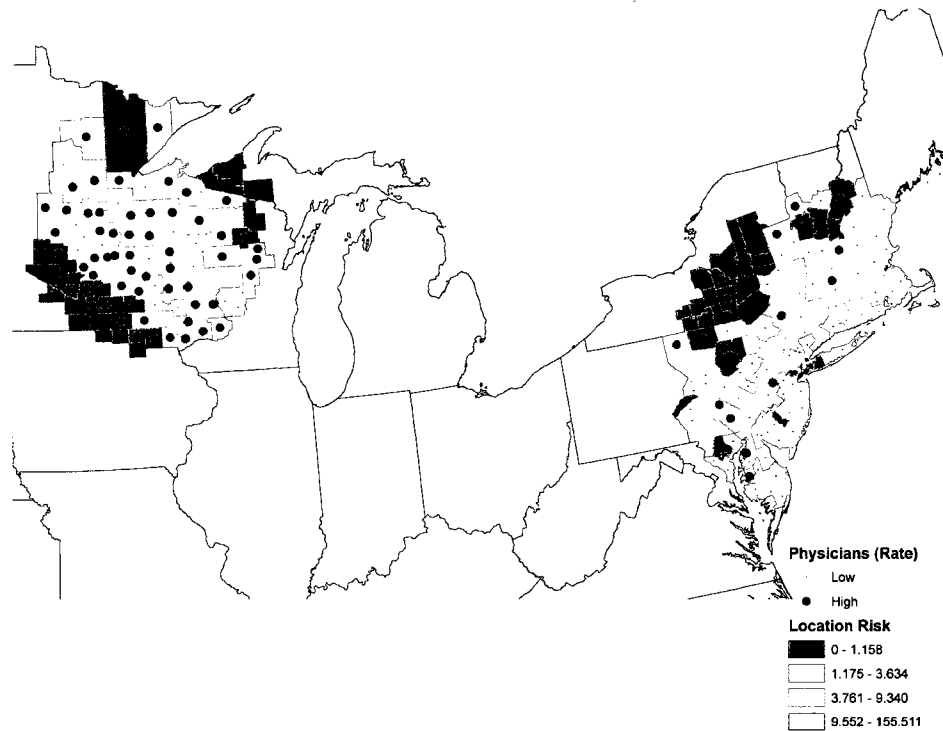 Physicians (Rate)
Low
High
Location Risk
0 - 1.158
1.175 - 3.634
3.761 - 9.340
9.552 - 155.511